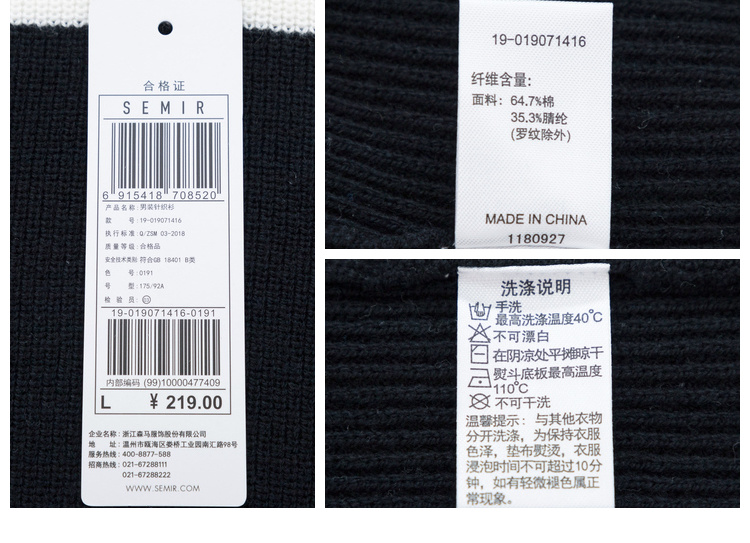 合格证
SEMIR
6 915418 708520
产品名称:男装针织衫
款 号:19-019071416
执行标准:Q/ZSM 03-2018
质量等级:合格品
安全技术类别:符合GB 18401 B类
色 号:0191
号 型:175/92A
检 验 员:
19-019071416-0191
内部编码 (99)10000477409
L ¥ 219.00
企业名称:浙江森马服饰股份有限公司
地 址:温州市瓯海区娄桥工业园南汇路98号
服务热线:400-8877-588
招商热线:021-67288111
021-67288222
WWW.SEMIR.COM
19-019071416
纤维含量:
面料: 64.7%棉
35.3%腈纶
(罗纹除外)
MADE IN CHINA
1180927
洗涤说明
手洗
最高洗涤温度40℃
不可漂白
在阴凉处平摊晾干
熨斗底板最高温度
110℃
不可干洗
温馨提示: 与其他衣物
分开洗涤, 为保持衣服
色泽, 垫布熨烫, 衣服
浸泡时间不可超过10分
钟, 如有轻微褪色属正
常现象。